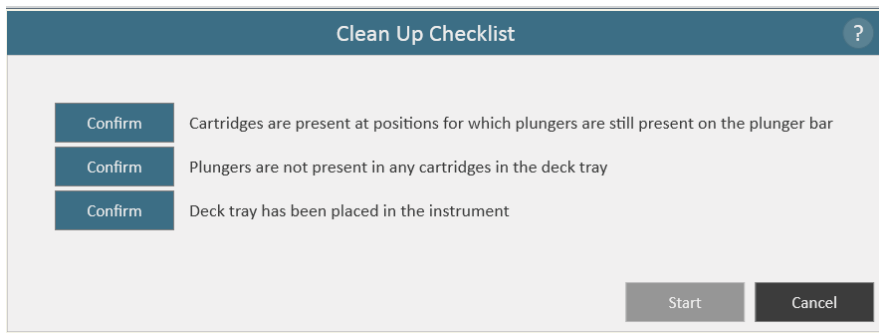 Clean Up Checklist
?
Confirm Cartridges are present at positions for which plungers are still present on the plunger bar
Confirm Plungers are not present in any cartridges in the deck tray
Confirm Deck tray has been placed in the instrument
Start Cancel